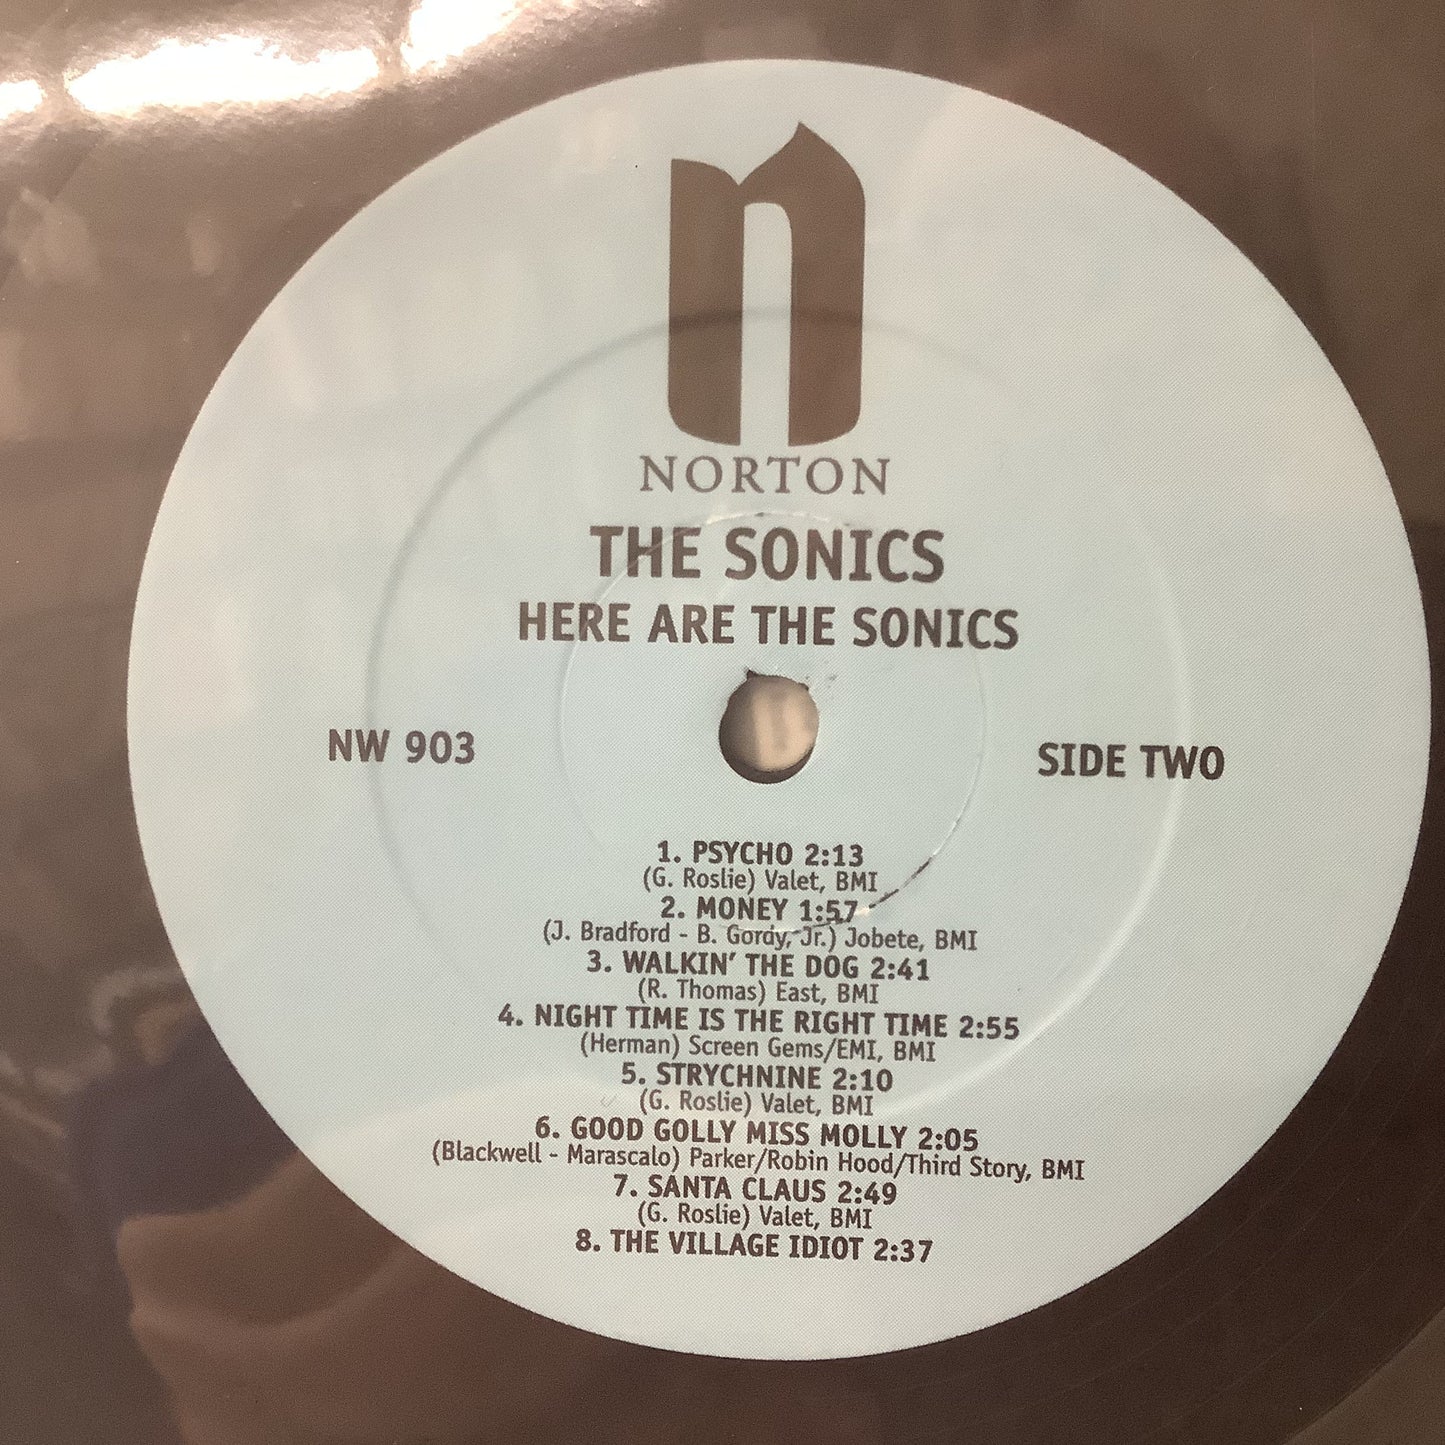 n
NORTON
THE SONICS
HERE ARE THE SONICS
NW 903
SIDE TWO
1. PSYCHO 2:13
(G. Roslie) Valet, BMI
2. MONEY 1:57
(J. Bradford - B. Gordy, Jr.) Jobete, BMI
3. WALKIN' THE DOG 2:41
(R. Thomas) East, BMI
4. NIGHT TIME IS THE RIGHT TIME 2:55
(Herman) Screen Gems/EMI, BMI
5. STRYCHNINE 2:10
(G. Roslie) Valet, BMI
6. GOOD GOLLY MISS MOLLY 2:05
(Blackwell - Marascalo) Parker/Robin Hood/Third Story, BMI
7. SANTA CLAUS 2:49
(G. Roslie) Valet, BMI
8. THE VILLAGE IDIOT 2:37